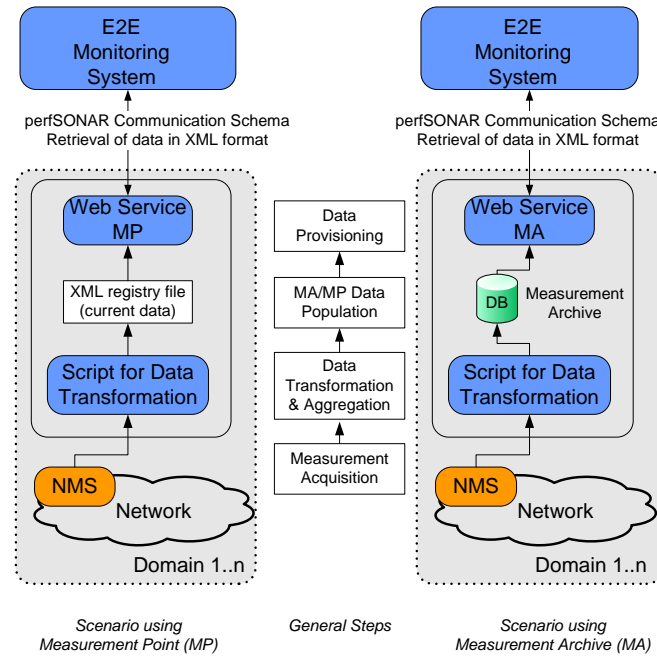 E2E
Monitoring
System
perfSONAR Communication Schema
Retrieval of data in XML format
Web Service
MP
XML registry file
(current data)
Script for Data
Transformation
NMS
Network
Domain 1..n
Scenario using
Measurement Point (MP)
Data
Provisioning
MA/MP Data
Population
Data
Transformation
& Aggregation
Measurement
Acquisition
General Steps
E2E
Monitoring
System
perfSONAR Communication Schema
Retrieval of data in XML format
Web Service
MA
DB
Measurement
Archive
Script for Data
Transformation
NMS
Network
Domain 1..n
Scenario using
Measurement Archive (MA)